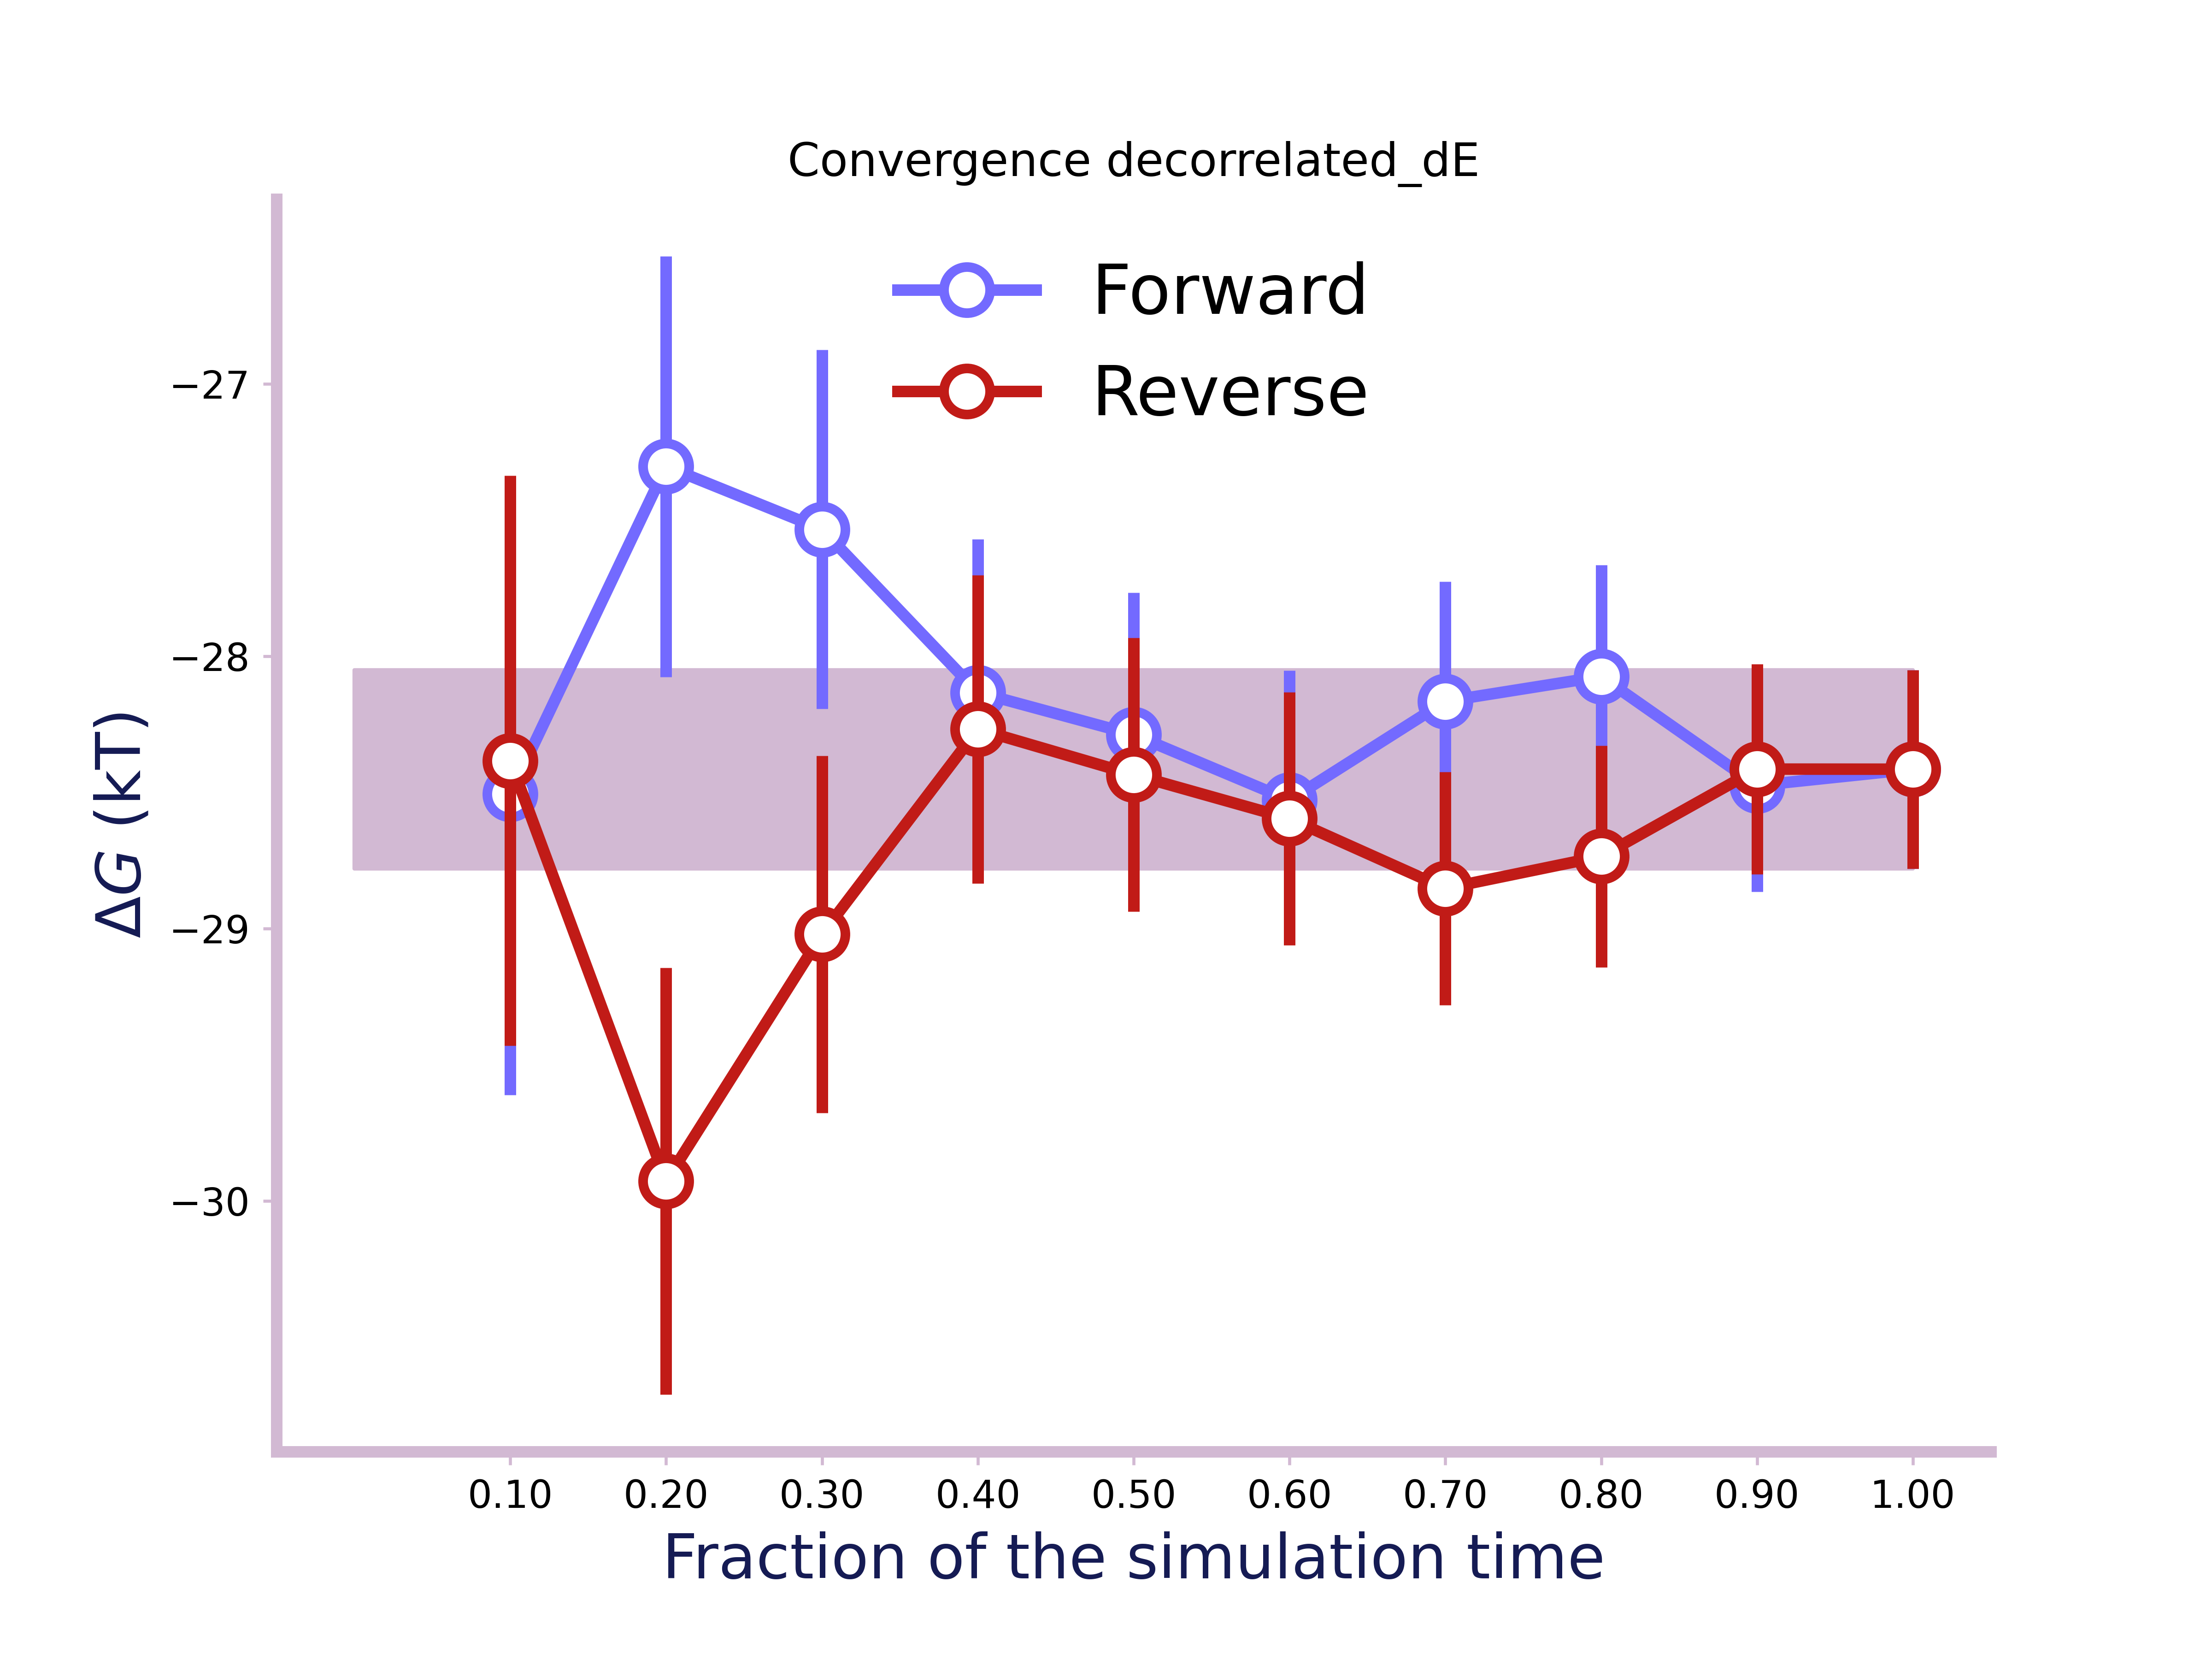 Convergence decorrelated_dE
Forward
Reverse
−27
−28
−29
−30
ΔG (kT)
0.10 0.20 0.30 0.40 0.50 0.60 0.70 0.80 0.90 1.00
Fraction of the simulation time